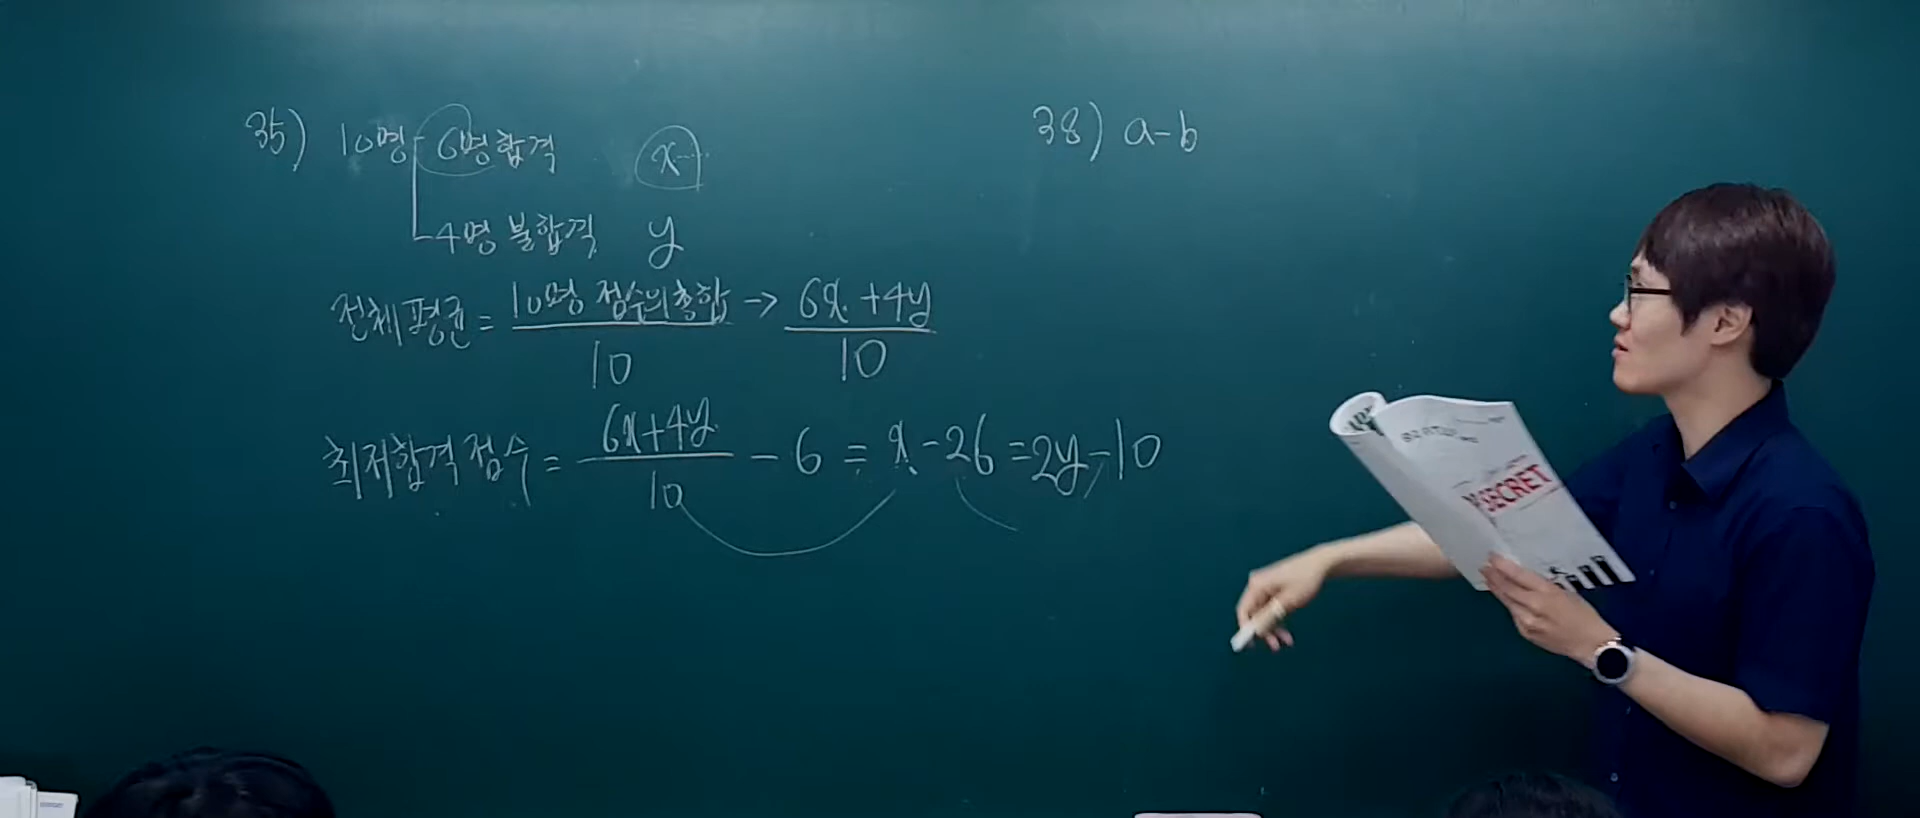 35) 10명 6명합격 x
4명 불합격 y
전체평균 = 10명 점수의 총합 / 10 → 6x+4y / 10
최저합격점수 = 6x+4y / 10 - 6 = x-26 = 2y-10
38) a-b
SECRET